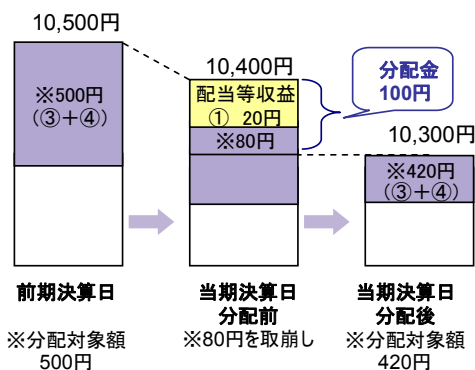 10,500円
※500円
(③+④)
10,400円
配当等収益
① 20円
※80円
分配金
100円
10,300円
※420円
(③+④)
前期決算日
※分配対象額
500円
当期決算日
分配前
※80円を取崩し
当期決算日
分配後
※分配対象額
420円